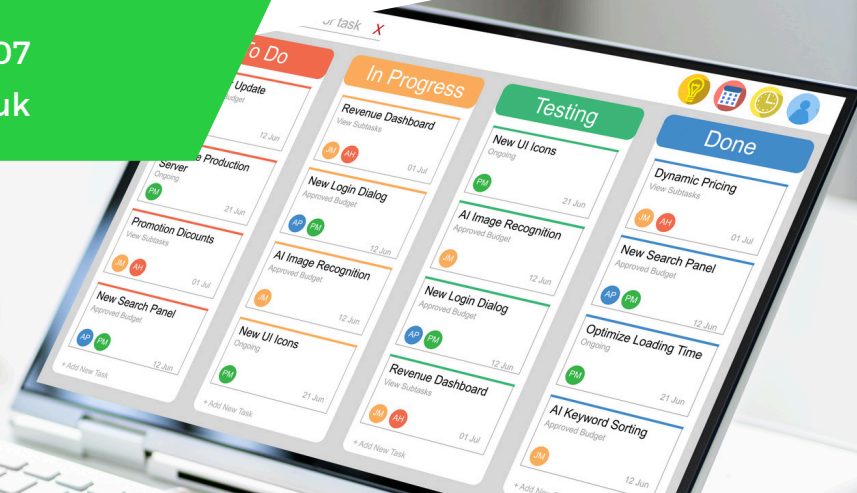 07
uk
or task X
To Do
Update
Budget
12 Jun
Production
Server
Ongoing
PM
21 Jun
Promotion Dicounts
View Subtasks
JM AH
01 Jul
New Search Panel
Approved Budget
AP PM
12 Jun
+ Add New Task
In Progress
Revenue Dashboard
View Subtasks
JM AH
01 Jul
New Login Dialog
Approved Budget
AP PM
12 Jun
AI Image Recognition
Approved Budget
JM
12 Jun
New UI Icons
Ongoing
PM
21 Jun
+ Add New Task
Testing
New UI Icons
Ongoing
PM
21 Jun
AI Image Recognition
Approved Budget
JM
12 Jun
New Login Dialog
Approved Budget
AP PM
12 Jun
Revenue Dashboard
View Subtasks
JM AH
01 Jul
+ Add New Task
Done
Dynamic Pricing
View Subtasks
JM AH
01 Jul
New Search Panel
Approved Budget
AP PM
12 Jun
Optimize Loading Time
Ongoing
PM
21 Jun
AI Keyword Sorting
Approved Budget
JM
12 Jun
+ Add New